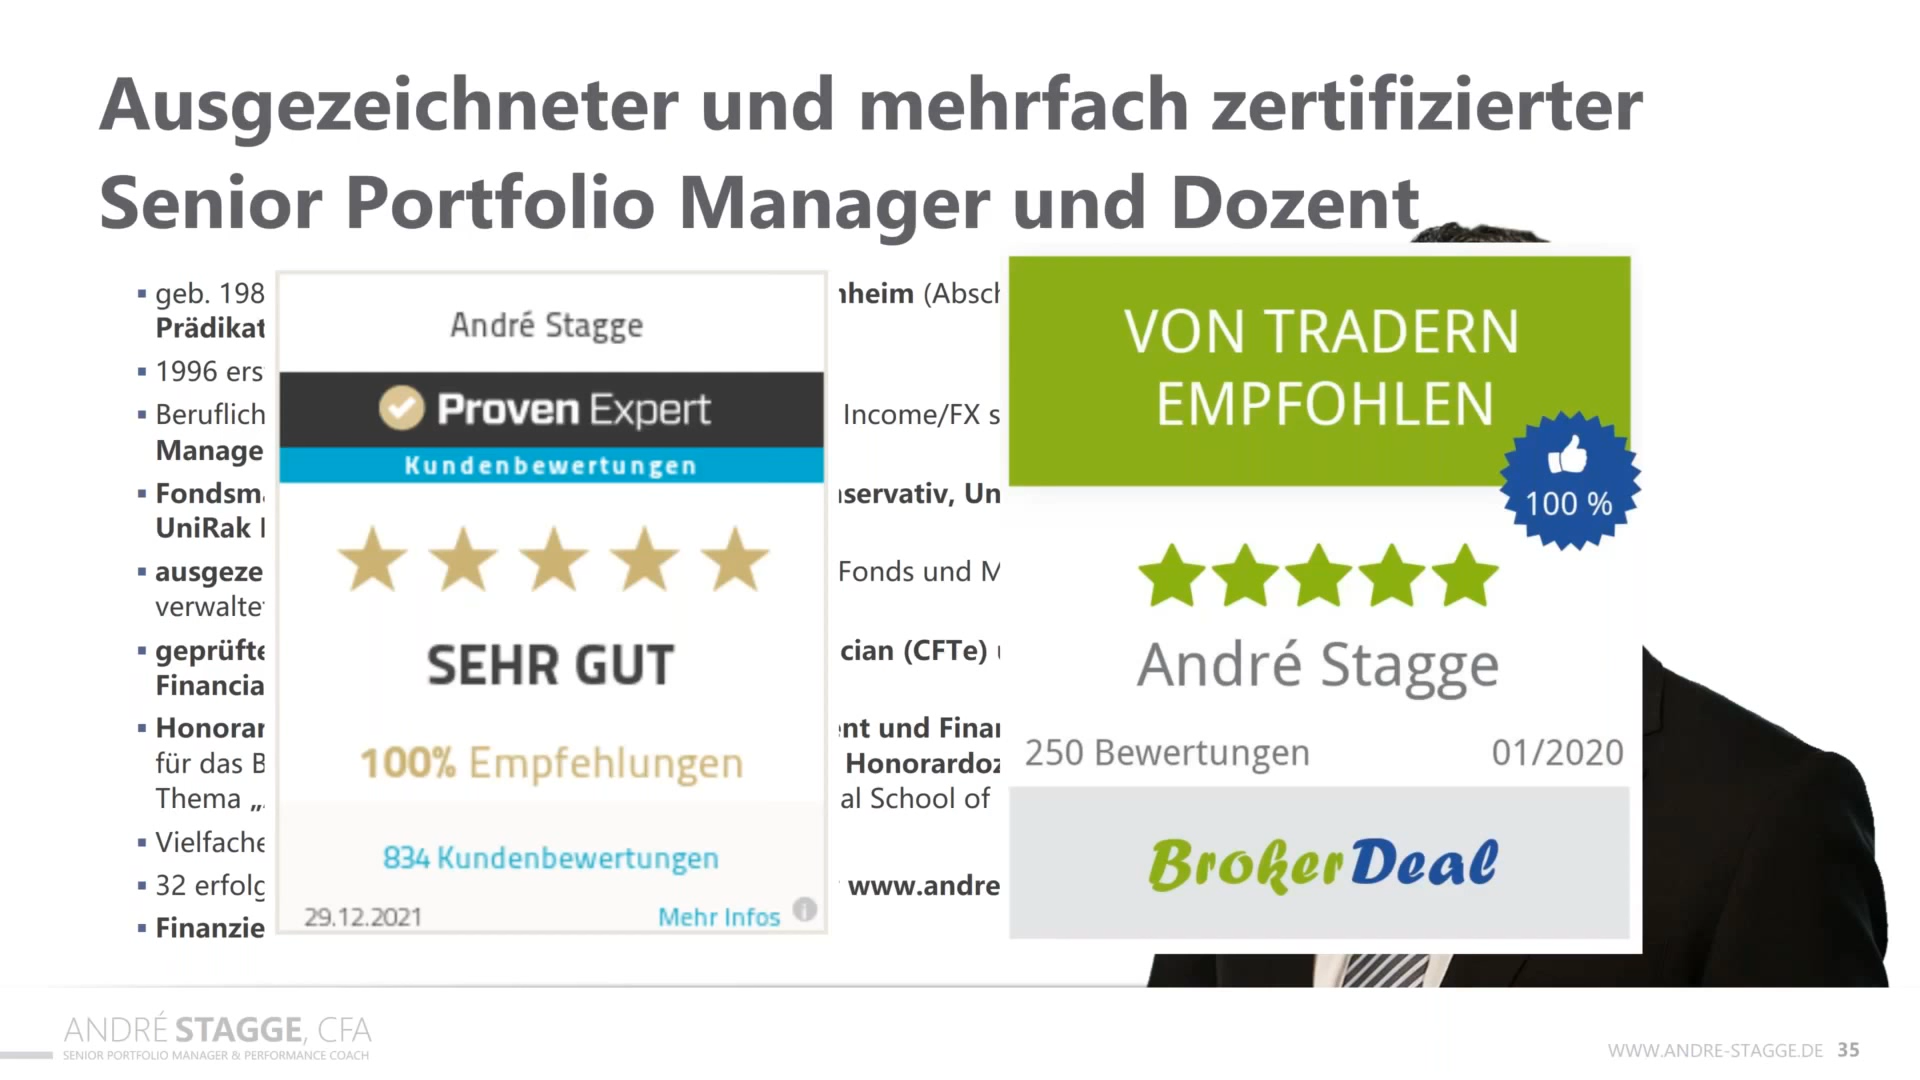 Ausgezeichneter und mehrfach zertifizierter
Senior Portfolio Manager und Dozent
geb. 198
Prädikat
1996 ers
Beruflich
Manage
Fondsm
UniRak
ausgeze
verwalte
geprüfte
Financia
Honorar
für das B
Thema „
Vielfache
32 erfolg
Finanzie
André Stagge
Proven Expert
Kundenbewertungen
SEHR GUT
100% Empfehlungen
834 Kundenbewertungen
29.12.2021 Mehr Infos
nheim (Absch
Income/FX s
servativ, Un
Fonds und M
cian (CFTe)
nt und Finan
Honorardoz
al School of
www.andre
VON TRADERN
EMPFOHLEN
100 %
André Stagge
250 Bewertungen 01/2020
BrokerDeal
ANDRÉ STAGGE, CFA
SENIOR PORTFOLIO MANAGER & PERFORMANCE COACH
WWW.ANDRE-STAGGE.DE 35